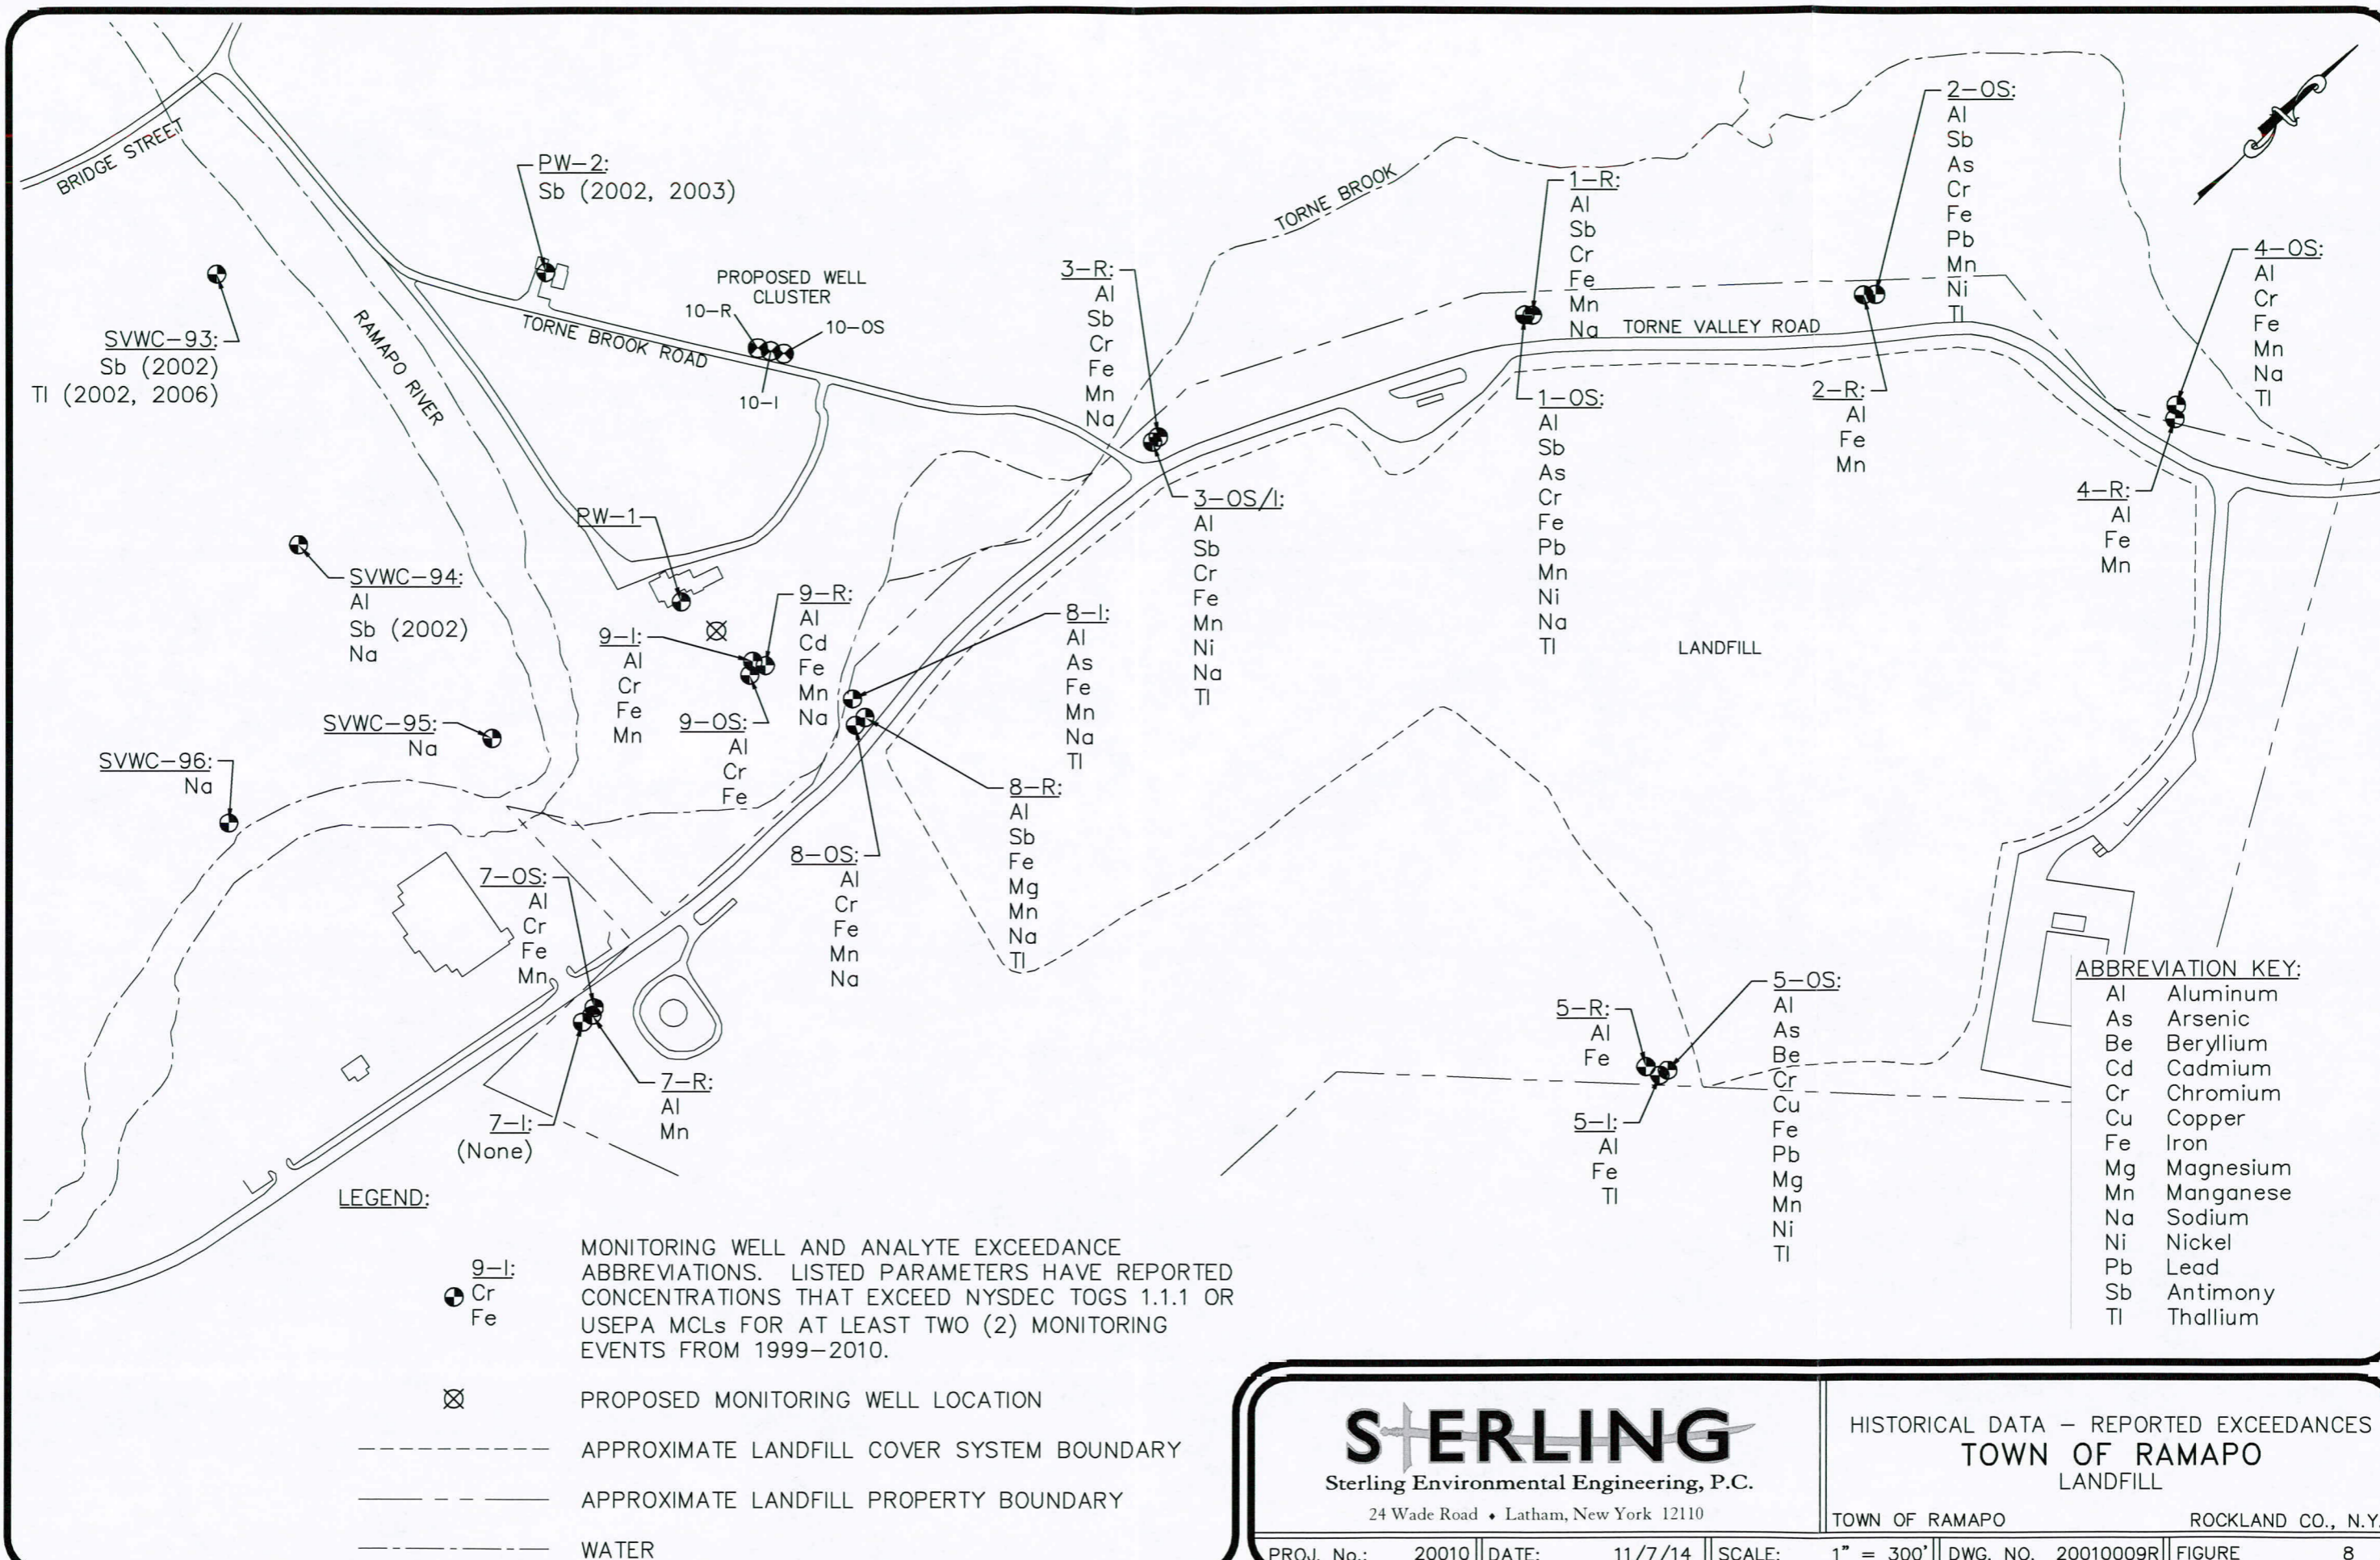 BRIDGE STREET
PW-2:
Sb (2002, 2003)
SVWC-93:
Sb (2002)
Tl (2002, 2006)
RAMAPO RIVER
TORNE BROOK ROAD
PROPOSED WELL
CLUSTER
10-R
10-OS
10-I
TORNE BROOK
3-R:
Al
Sb
Cr
Fe
Mn
Na
1-R:
Al
Sb
Cr
Fe
Mn
Na
TORNE VALLEY ROAD
2-OS:
Al
Sb
As
Cr
Fe
Pb
Mn
Ni
Tl
4-OS:
Al
Cr
Fe
Mn
Na
Tl
2-R:
Al
Fe
Mn
1-OS:
Al
Sb
As
Cr
Fe
Pb
Mn
Ni
Na
Tl
4-R:
Al
Fe
Mn
3-OS/I:
Al
Sb
Cr
Fe
Mn
Ni
Na
Tl
LANDFILL
PW-1
SVWC-94:
Al
Sb (2002)
Na
9-I:
Al
Cr
Fe
Mn
9-R:
Al
Cd
Fe
Mn
Na
9-OS:
Al
Cr
Fe
8-I:
Al
As
Fe
Mn
Na
Tl
SVWC-95:
Na
SVWC-96:
Na
8-R:
Al
Sb
Fe
Mg
Mn
Na
Tl
8-OS:
Al
Cr
Fe
Mn
Na
7-OS:
Al
Cr
Fe
Mn
7-R:
Al
Mn
7-I:
(None)
5-R:
Al
Fe
5-OS:
Al
As
Be
Cr
Cu
Fe
Pb
Mg
Mn
Ni
Tl
5-I:
Al
Fe
Tl
ABBREVIATION KEY:
Al Aluminum
As Arsenic
Be Beryllium
Cd Cadmium
Cr Chromium
Cu Copper
Fe Iron
Mg Magnesium
Mn Manganese
Na Sodium
Ni Nickel
Pb Lead
Sb Antimony
Tl Thallium
LEGEND:
9-I:
Cr
Fe
MONITORING WELL AND ANALYTE EXCEEDANCE
ABBREVIATIONS. LISTED PARAMETERS HAVE REPORTED
CONCENTRATIONS THAT EXCEED NYSDEC TOGS 1.1.1 OR
USEPA MCLs FOR AT LEAST TWO (2) MONITORING
EVENTS FROM 1999-2010.
PROPOSED MONITORING WELL LOCATION
APPROXIMATE LANDFILL COVER SYSTEM BOUNDARY
APPROXIMATE LANDFILL PROPERTY BOUNDARY
WATER
STERLING
Sterling Environmental Engineering, P.C.
24 Wade Road ♦ Latham, New York 12110
HISTORICAL DATA - REPORTED EXCEEDANCES
TOWN OF RAMAPO
LANDFILL
TOWN OF RAMAPO ROCKLAND CO., N.Y.
PROJ. No.: 20010 DATE: 11/7/14 SCALE: 1" = 300' DWG. NO. 20010009R FIGURE 8